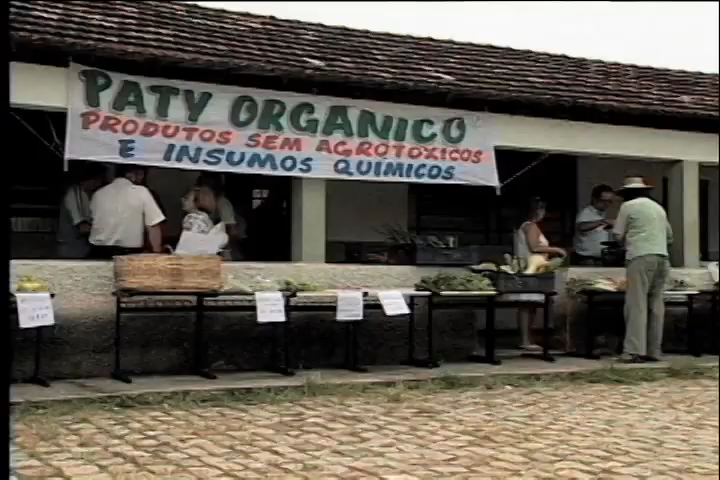 PATY ORGANICO
PRODUTOS SEM AGROTOXICOS
E INSUMOS QUIMICOS